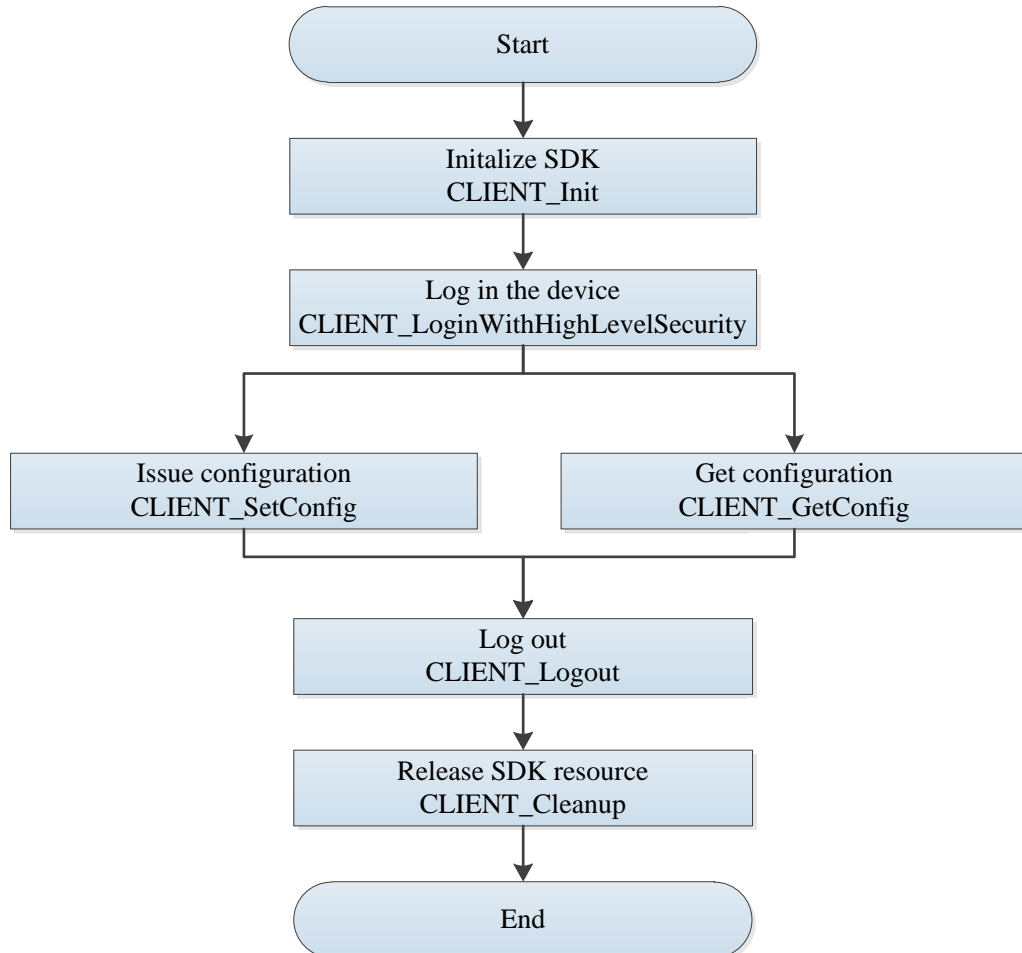 Start
Initalize SDK
CLIENT_Init
Log in the device
CLIENT_LoginWithHighLevelSecurity
Issue configuration
CLIENT_SetConfig
Get configuration
CLIENT_GetConfig
Log out
CLIENT_Logout
Release SDK resource
CLIENT_Cleanup
End